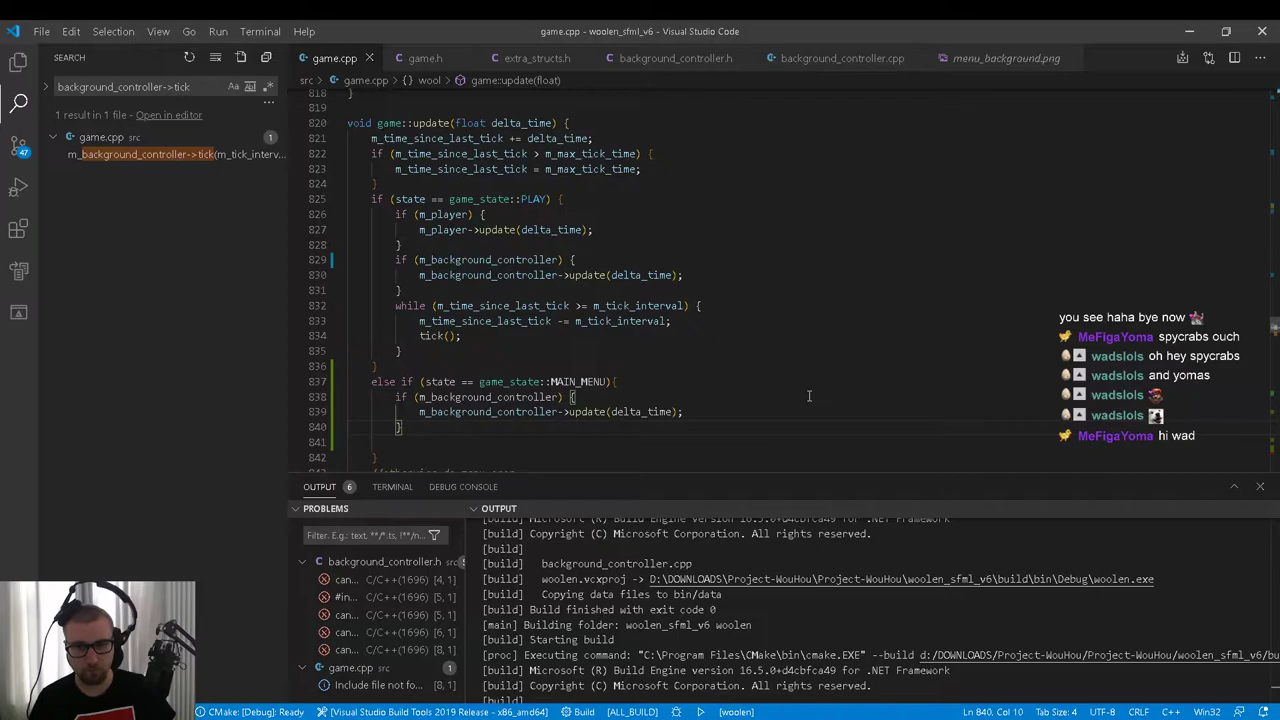 File Edit Selection View Go Run Terminal Help
game.cpp - woolen_sfml_v6 - Visual Studio Code
SEARCH
game.cpp game.h extra_structs.h background_controller.h background_controller.cpp menu_background.png
background_controller->tick Aa
src > game.cpp > {} wool > game::update(float)
1 result in 1 file - Open in editor
game.cpp src 1
m_background_controller->tick(m_tick_interv...
818 }
819
820 void game::update(float delta_time) {
821 m_time_since_last_tick += delta_time;
822 if (m_time_since_last_tick > m_max_tick_time) {
823 m_time_since_last_tick = m_max_tick_time;
824 }
825 if (state == game_state::PLAY) {
826 if (m_player) {
827 m_player->update(delta_time);
828 }
829 if (m_background_controller) {
830 m_background_controller->update(delta_time);
831 }
832 while (m_time_since_last_tick >= m_tick_interval) {
833 m_time_since_last_tick -= m_tick_interval;
834 tick();
835 }
836 }
837 else if (state == game_state::MAIN_MENU){
838 if (m_background_controller) {
839 m_background_controller->update(delta_time);
840 }
841
842 }
you see haha bye now
MeFigaYoma spycrabs ouch
wadslols oh hey spycrabs
wadslols and yomas
wadslols
wadslols
MeFigaYoma hi wad
47
OUTPUT 6 TERMINAL DEBUG CONSOLE
PROBLEMS
Filter. E.g.: text, **/*.ts, !**/n...
background_controller.h src
can... C/C++(1696) [4, 1]
#in... C/C++(1696) [5, 1]
can... C/C++(1696) [5, 1]
can... C/C++(1696) [6, 1]
can... C/C++(1696) [8, 1]
game.cpp src 1
Include file not fo... [8, 1]
OUTPUT
[build] Microsoft (R) Build Engine version 16.5.0+d4cbfca49 for .NET Framework
[build] Copyright (C) Microsoft Corporation. All rights reserved.
[build]
[build] background_controller.cpp
[build] woolen.vcxproj -> D:\DOWNLOADS\Project-WouHou\Project-WouHou\woolen_sfml_v6\build\bin\Debug\woolen.exe
[build] Copying data files to bin/data
[build] Build finished with exit code 0
[main] Building folder: woolen_sfml_v6 woolen
[build] Starting build
[proc] Executing command: "C:\Program Files\CMake\bin\cmake.EXE" --build d:/DOWNLOADS/Project-WouHou/Project-WouHou/woolen_sfml_v6/bu
[build] Microsoft (R) Build Engine version 16.5.0+d4cbfca49 for .NET Framework
[build] Copyright (C) Microsoft Corporation. All rights reserved.
[build]
CMake: [Debug]: Ready [Visual Studio Build Tools 2019 Release - x86_amd64] Build [ALL_BUILD] [woolen] Ln 840, Col 10 Tab Size: 4 UTF-8 CRLF C++ Win32